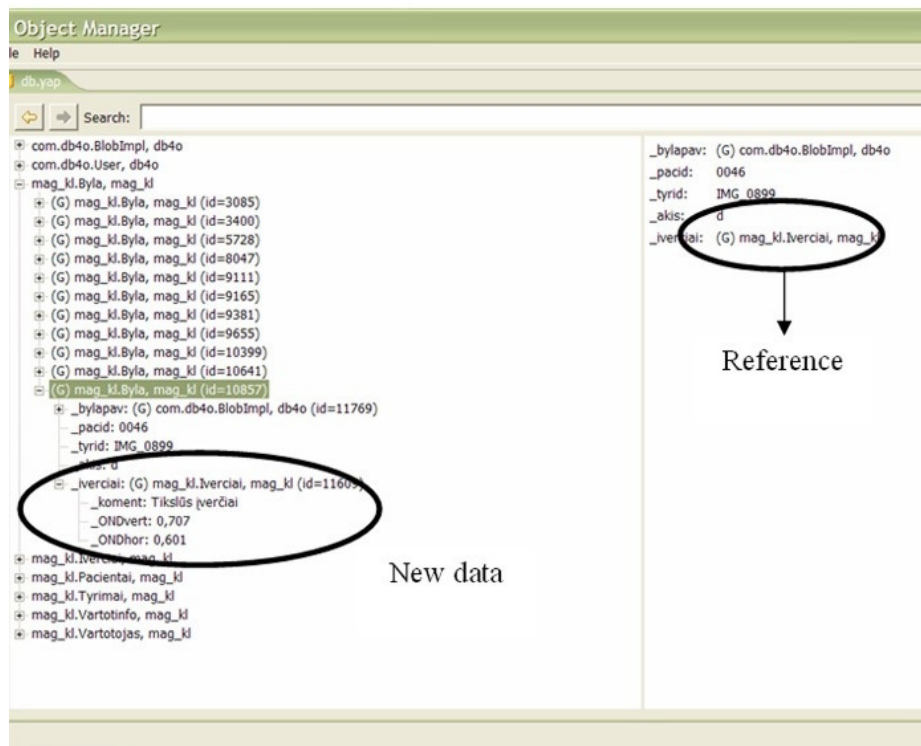 Object Manager
le Help
db.yap
Search:
com.db4o.BlobImpl, db4o
com.db4o.User, db4o
mag_kl.Byla, mag_kl
(G) mag_kl.Byla, mag_kl (id=3085)
(G) mag_kl.Byla, mag_kl (id=3400)
(G) mag_kl.Byla, mag_kl (id=5728)
(G) mag_kl.Byla, mag_kl (id=8047)
(G) mag_kl.Byla, mag_kl (id=9111)
(G) mag_kl.Byla, mag_kl (id=9165)
(G) mag_kl.Byla, mag_kl (id=9381)
(G) mag_kl.Byla, mag_kl (id=9655)
(G) mag_kl.Byla, mag_kl (id=10399)
(G) mag_kl.Byla, mag_kl (id=10641)
(G) mag_kl.Byla, mag_kl (id=10857)
_bylapav: (G) com.db4o.BlobImpl, db4o (id=11769)
_pacid: 0046
_tyrid: IMG_0899
_akis: d
_iverciai: (G) mag_kl.Iverciai, mag_kl (id=11609)
_koment: Tikslūs įverčiai
_ONDvert: 0,707
_ONDhor: 0,601
mag_kl.Iverciai, mag_kl
mag_kl.Pacientai, mag_kl
mag_kl.Tyrimai, mag_kl
mag_kl.Vartotinfo, mag_kl
mag_kl.Vartotojas, mag_kl
New data
_bylapav: (G) com.db4o.BlobImpl, db4o
_pacid: 0046
_tyrid: IMG_0899
_akis: d
_iverciai: (G) mag_kl.Iverciai, mag_kl
Reference